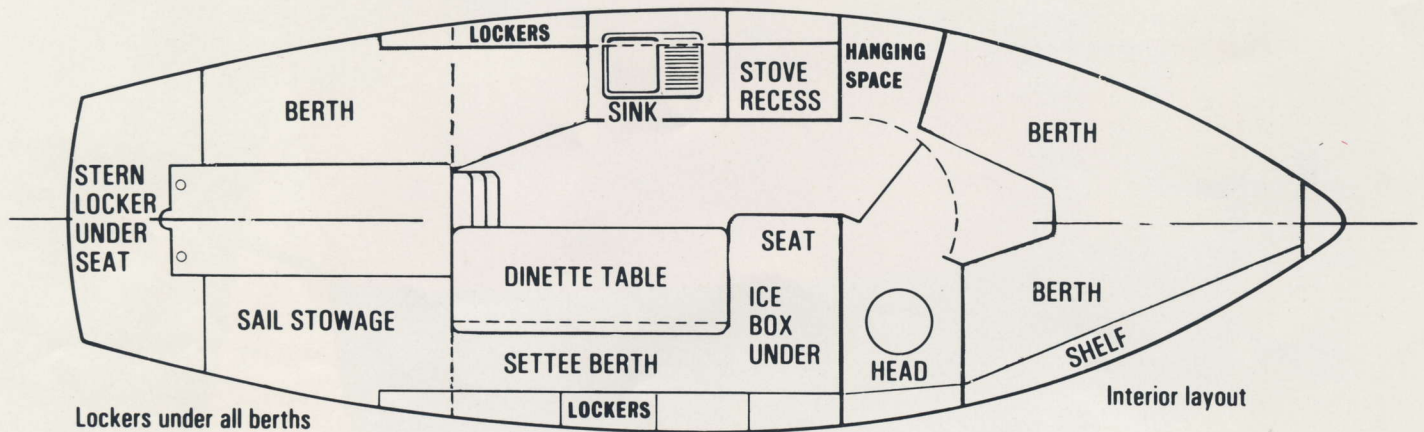 LOCKERS
HANGING
SPACE
STOVE
RECESS
SINK
BERTH
BERTH
STERN
LOCKER
UNDER
SEAT
SEAT
DINETTE TABLE
ICE
BOX
UNDER
BERTH
SAIL STOWAGE
SETTEE BERTH
HEAD
SHELF
LOCKERS
Interior layout
Lockers under all berths